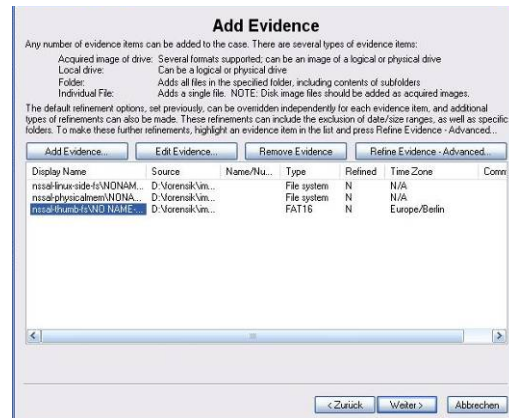 Add Evidence
Any number of evidence items can be added to the case. There are several types of evidence items:
Acquired image of drive: Several formats supported; can be an image of a logical or physical drive
Local drive: Can be a logical or physical drive
Folder: Adds all files in the specified folder, including contents of subfolders
Individual File: Adds a single file. NOTE: Disk image files should be added as acquired images.
The default refinement options, set previously, can be overridden independently for each evidence item, and additional
types of refinements can also be made. These refinements can include the exclusion of date/size ranges, as well as specific
folders. To make these further refinements, highlight an evidence item in the list and press Refine Evidence - Advanced...
Add Evidence... Edit Evidence... Remove Evidence Refine Evidence - Advanced...
Display Name Source Name/Nu... Type Refined Time Zone Comm
nssal-linux-side-fs\NONAM... D:\forensik\im... File system N N/A
nssal-physicalmem\NONA... D:\forensik\im... File system N N/A
nssal-thumb-fs\NO NAME-... D:\forensik\im... FAT16 N Europe/Berlin
< Zurück Weiter > Abbrechen